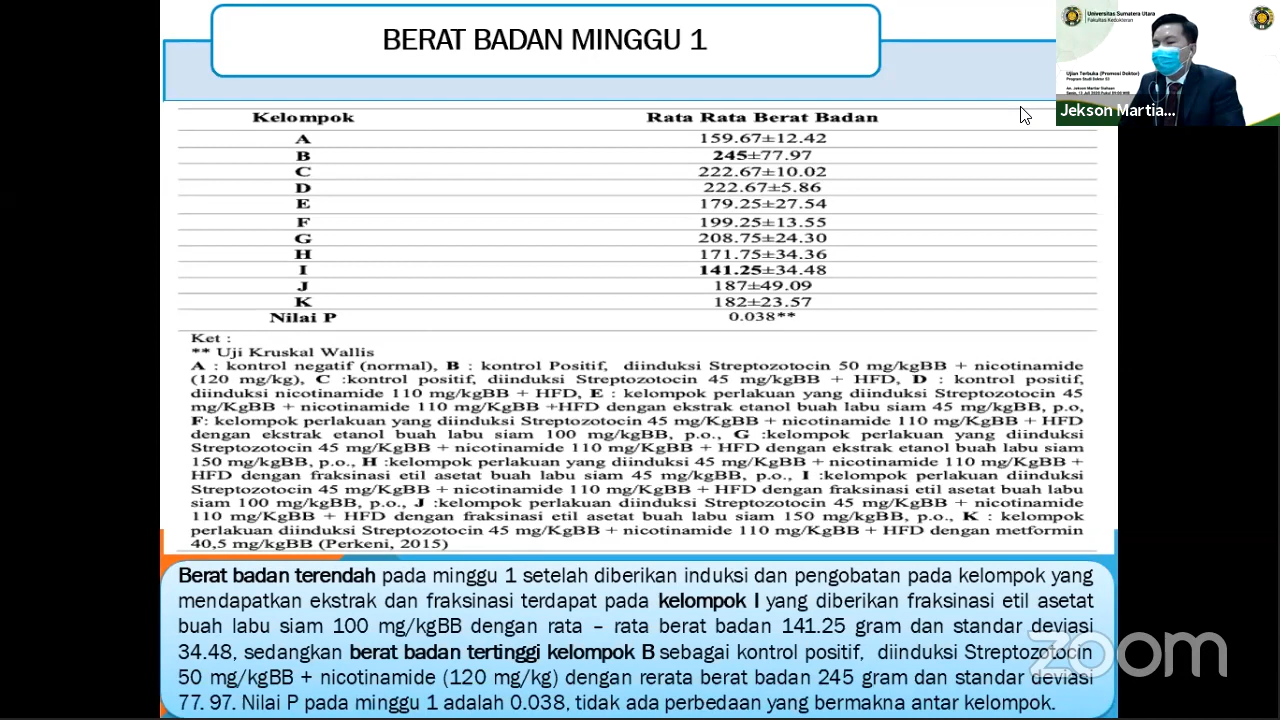 BERAT BADAN MINGGU 1
Universitas Sumatera Utara
Fakultas Kedokteran
Ujian Terbuka (Promosi Doktor)
Program Studi Doktor S3
Jekson Martia...
Kelompok Rata Rata Berat Badan
A 159.67±12.42
B 245±77.97
C 222.67±10.02
D 222.67±5.86
E 179.25±27.54
F 199.25±13.55
G 208.75±24.30
H 171.75±34.36
I 141.25±34.48
J 187±49.09
K 182±23.57
Nilai P 0.038**
Ket :
** Uji Kruskal Wallis
A : kontrol negatif (normal), B : kontrol Positif, diinduksi Streptozotocin 50 mg/kgBB + nicotinamide
(120 mg/kg), C :kontrol positif, diinduksi Streptozotocin 45 mg/kgBB + HFD, D : kontrol positif,
diinduksi nicotinamide 110 mg/kgBB + HFD, E : kelompok perlakuan yang diinduksi Streptozotocin 45
mg/KgBB + nicotinamide 110 mg/KgBB +HFD dengan ekstrak etanol buah labu siam 45 mg/kgBB, p.o,
F: kelompok perlakuan yang diinduksi Streptozotocin 45 mg/KgBB + nicotinamide 110 mg/KgBB + HFD
dengan ekstrak etanol buah labu siam 100 mg/kgBB, p.o., G :kelompok perlakuan yang diinduksi
Streptozotocin 45 mg/KgBB + nicotinamide 110 mg/KgBB + HFD dengan ekstrak etanol buah labu siam
150 mg/kgBB, p.o., H :kelompok perlakuan yang diinduksi 45 mg/KgBB + nicotinamide 110 mg/KgBB +
HFD dengan fraksinasi etil asetat buah labu siam 45 mg/kgBB, p.o., I :kelompok perlakuan diinduksi
Streptozotocin 45 mg/KgBB + nicotinamide 110 mg/KgBB + HFD dengan fraksinasi etil asetat buah labu
siam 100 mg/kgBB, p.o., J :kelompok perlakuan diinduksi Streptozotocin 45 mg/KgBB + nicotinamide
110 mg/KgBB + HFD dengan fraksinasi etil asetat buah labu siam 150 mg/kgBB, p.o., K : kelompok
perlakuan diinduksi Streptozotocin 45 mg/KgBB + nicotinamide 110 mg/KgBB + HFD dengan metformin
40,5 mg/kgBB (Perkeni, 2015)
Berat badan terendah pada minggu 1 setelah diberikan induksi dan pengobatan pada kelompok yang
mendapatkan ekstrak dan fraksinasi terdapat pada kelompok I yang diberikan fraksinasi etil asetat
buah labu siam 100 mg/kgBB dengan rata – rata berat badan 141.25 gram dan standar deviasi
34.48, sedangkan berat badan tertinggi kelompok B sebagai kontrol positif, diinduksi Streptozotocin
50 mg/kgBB + nicotinamide (120 mg/kg) dengan rerata berat badan 245 gram dan standar deviasi
77. 97. Nilai P pada minggu 1 adalah 0.038, tidak ada perbedaan yang bermakna antar kelompok.
zoom